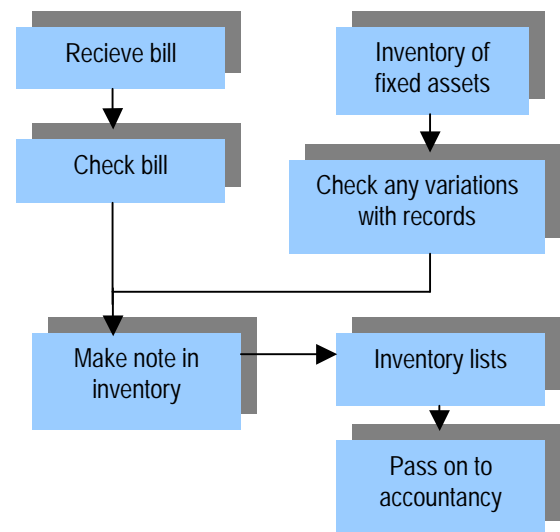 Recieve bill
Inventory of
fixed assets
Check bill
Check any variations
with records
Make note in
inventory
Inventory lists
Pass on to
accountancy